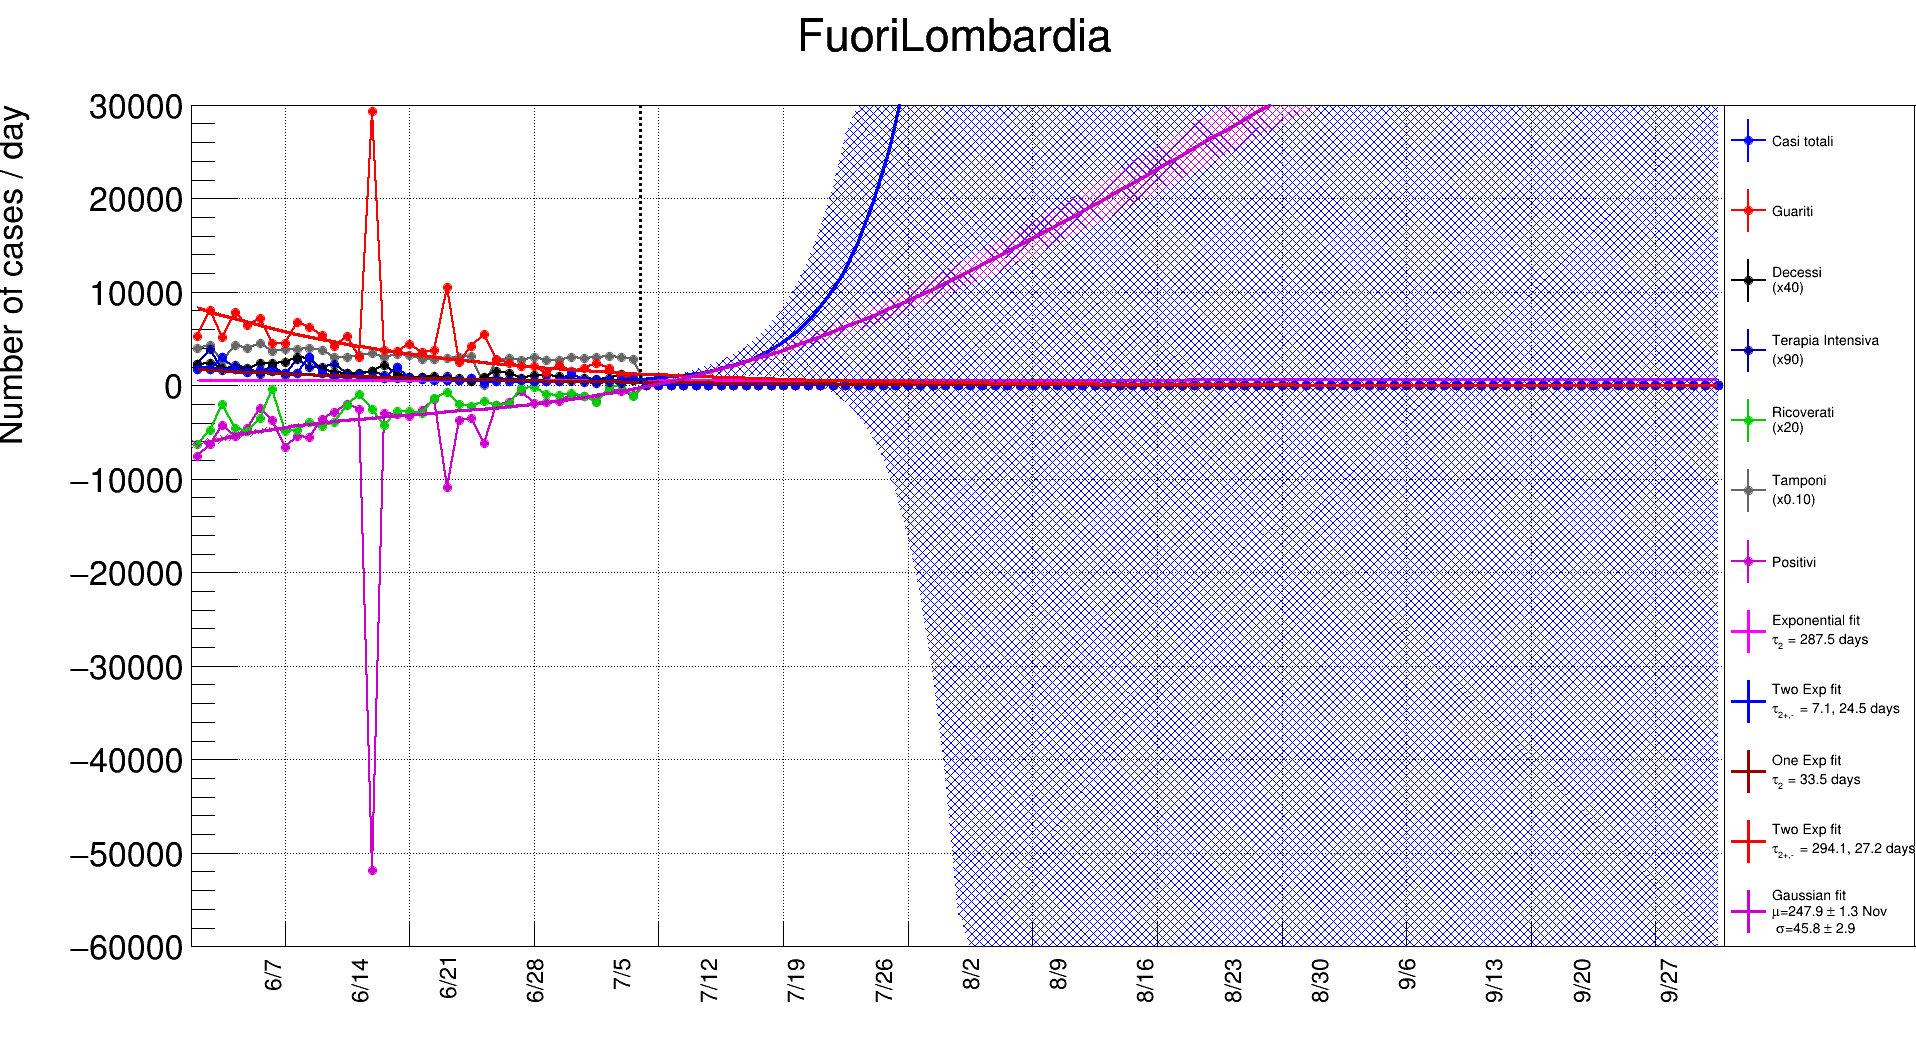 FuoriLombardia
Number of cases / day
30000
20000
10000
0
−10000
−20000
−30000
−40000
−50000
−60000
6/7
6/14
6/21
6/28
7/5
7/12
7/19
7/26
8/2
8/9
8/16
8/23
8/30
9/6
9/13
9/20
9/27
Casi totali
Guariti
Decessi
(x40)
Terapia Intensiva
(x90)
Ricoverati
(x20)
Tamponi
(x0.10)
Positivi
Exponential fit
τ2 = 287.5 days
Two Exp fit
τ2+,- = 7.1, 24.5 days
One Exp fit
τ2 = 33.5 days
Two Exp fit
τ2+,- = 294.1, 27.2 days
Gaussian fit
μ=247.9 ± 1.3 Nov
σ=45.8 ± 2.9